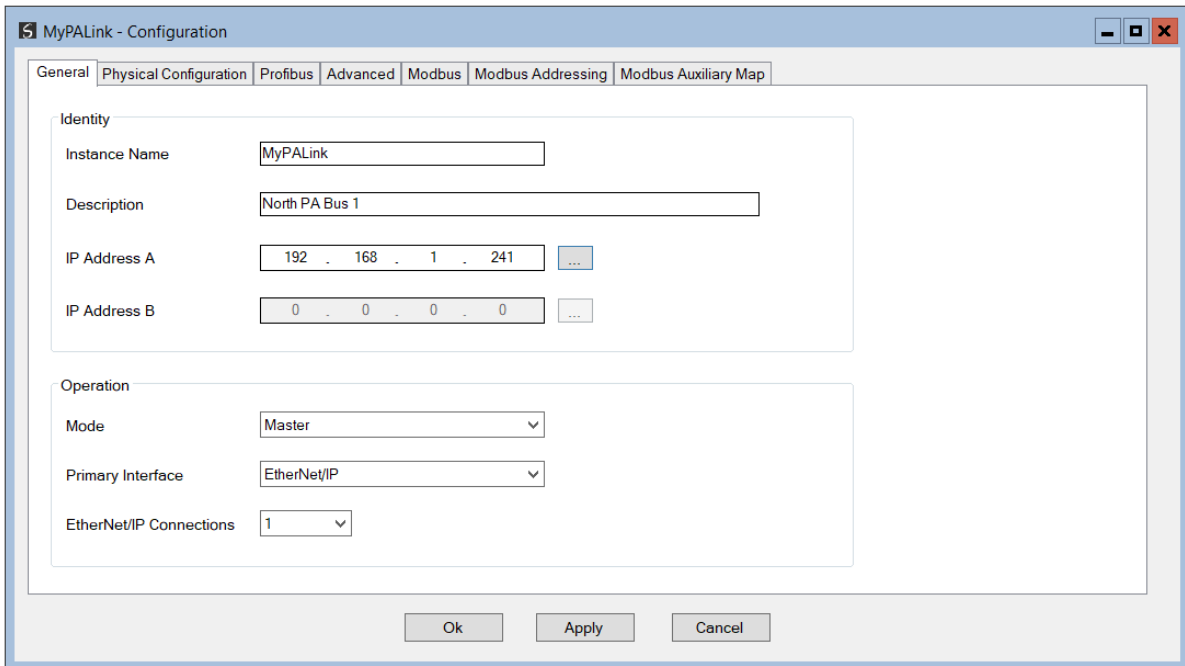 MyPALink - Configuration
General Physical Configuration Profibus Advanced Modbus Modbus Addressing Modbus Auxiliary Map
Identity
Instance Name MyPALink
Description North PA Bus 1
IP Address A 192 . 168 . 1 . 241 ...
IP Address B 0 . 0 . 0 . 0 ...
Operation
Mode Master
Primary Interface EtherNet/IP
EtherNet/IP Connections 1
Ok Apply Cancel